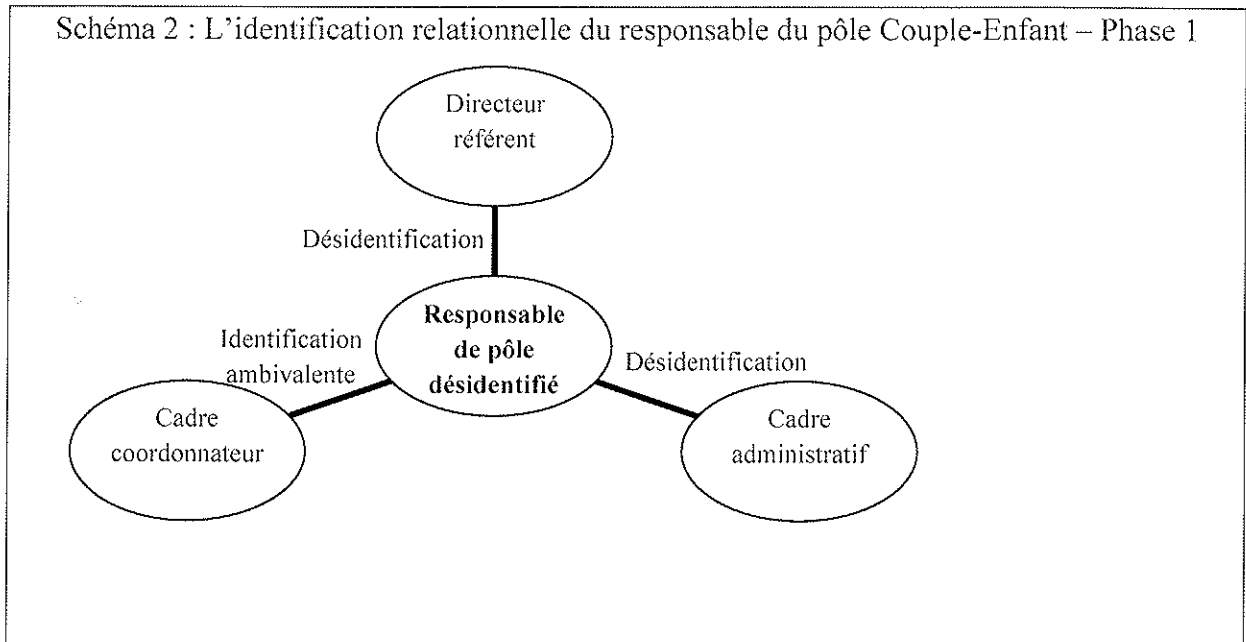 Schéma 2 : L'identification relationnelle du responsable du pôle Couple-Enfant – Phase 1
Directeur
référent
Désidentification
Responsable
de pôle
désidentifié
Identification
ambivalente
Désidentification
Cadre
coordonnateur
Cadre
administratif